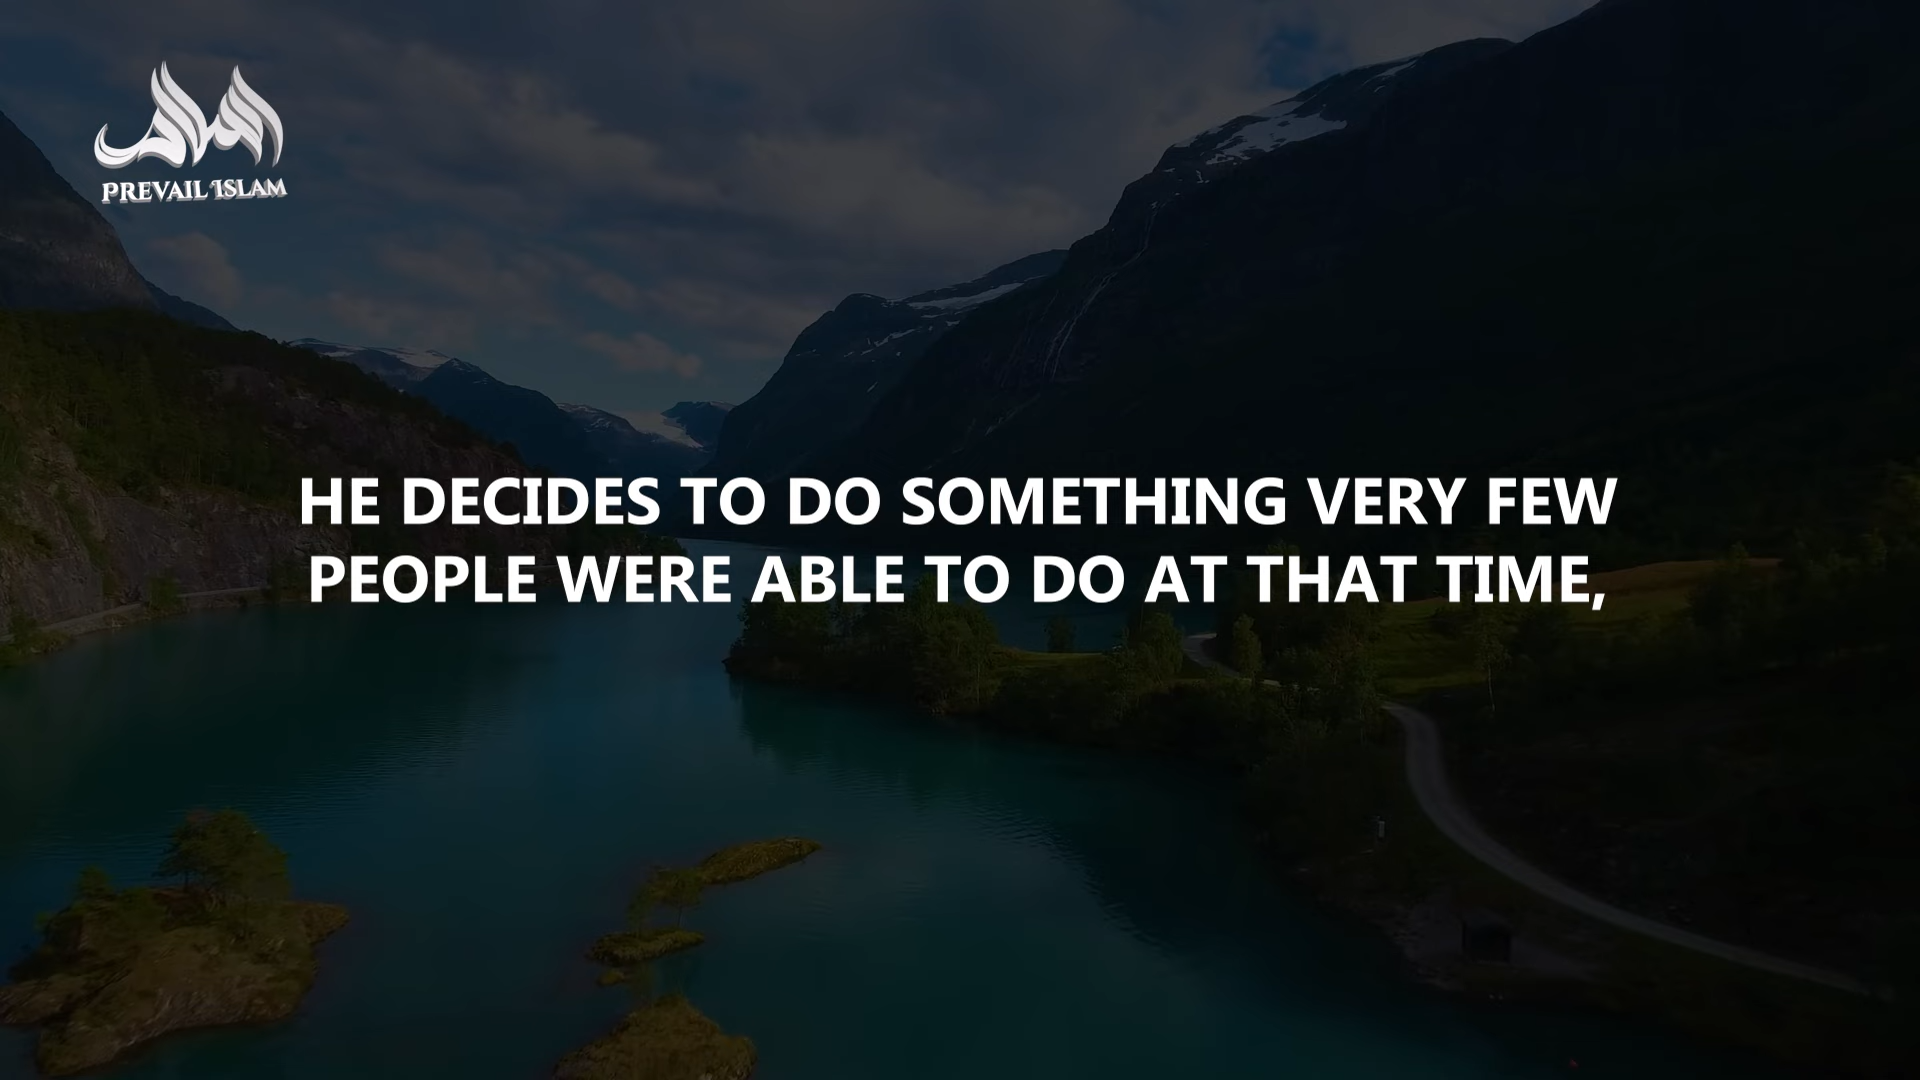 PREVAIL ISLAM
HE DECIDES TO DO SOMETHING VERY FEW
PEOPLE WERE ABLE TO DO AT THAT TIME,